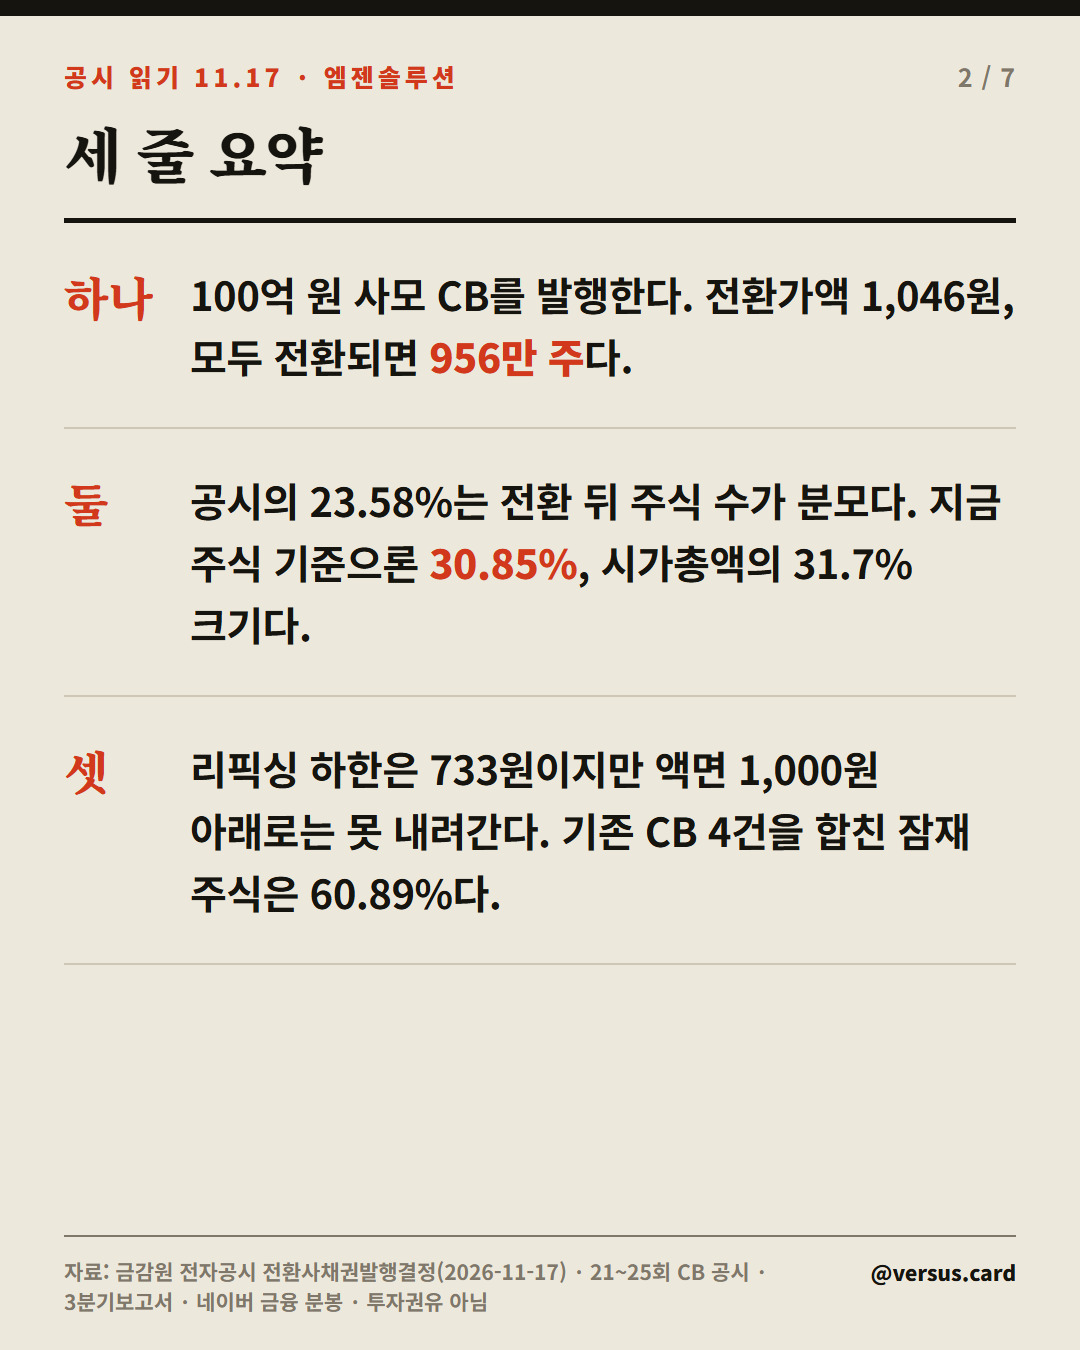 공시 읽기 11.17 · 엠젠솔루션
2 / 7
세 줄 요약
하나
100억 원 사모 CB를 발행한다. 전환가액 1,046원,
모두 전환되면 956만 주다.
둘
공시의 23.58%는 전환 뒤 주식 수가 분모다. 지금
주식 기준으론 30.85%, 시가총액의 31.7%
크기다.
셋
리픽싱 하한은 733원이지만 액면 1,000원
아래로는 못 내려간다. 기존 CB 4건을 합친 잠재
주식은 60.89%다.
자료: 금감원 전자공시 전환사채권발행결정(2026-11-17) · 21~25회 CB 공시 ·
3분기보고서 · 네이버 금융 분봉 · 투자권유 아님
@versus.card